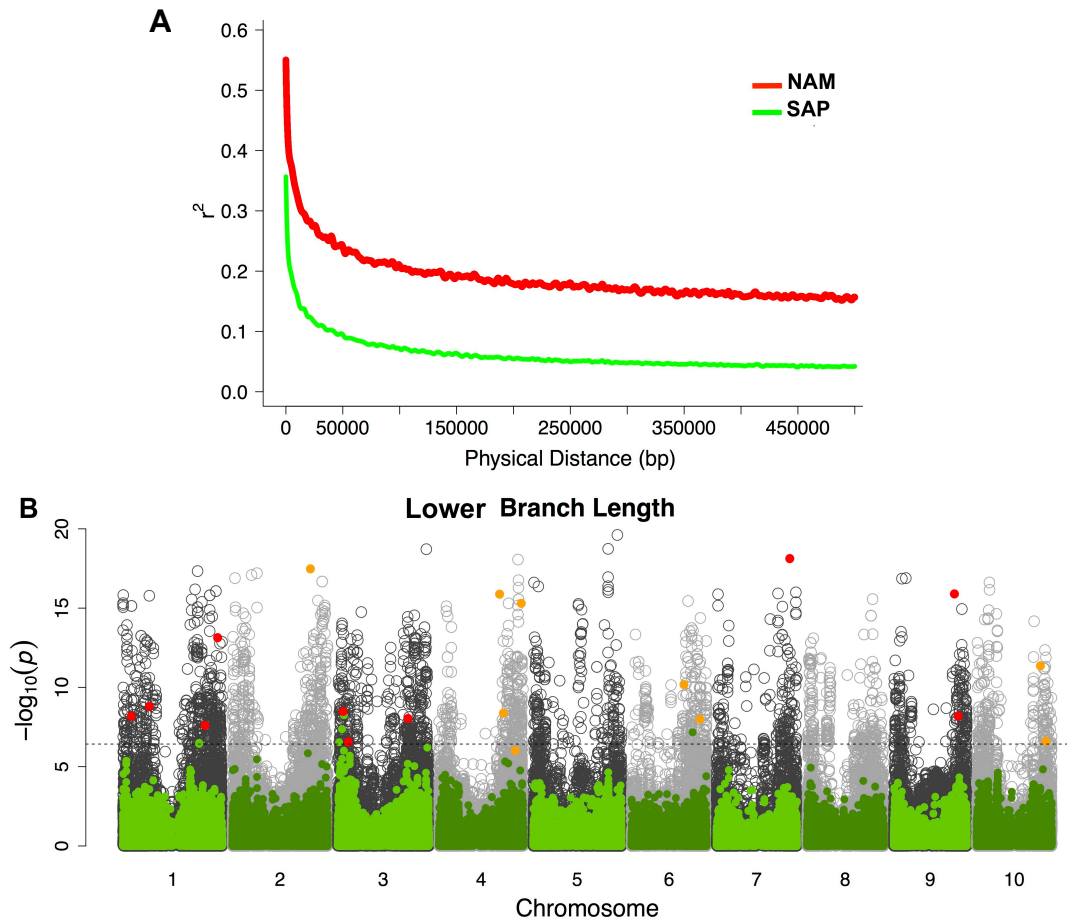 A
0.6
0.5
0.4
0.3
0.2
0.1
0.0
r2
NAM
SAP
0 50000 150000 250000 350000 450000
Physical Distance (bp)
B
Lower Branch Length
20
15
10
5
0
−log10(p)
1 2 3 4 5 6 7 8 9 10
Chromosome